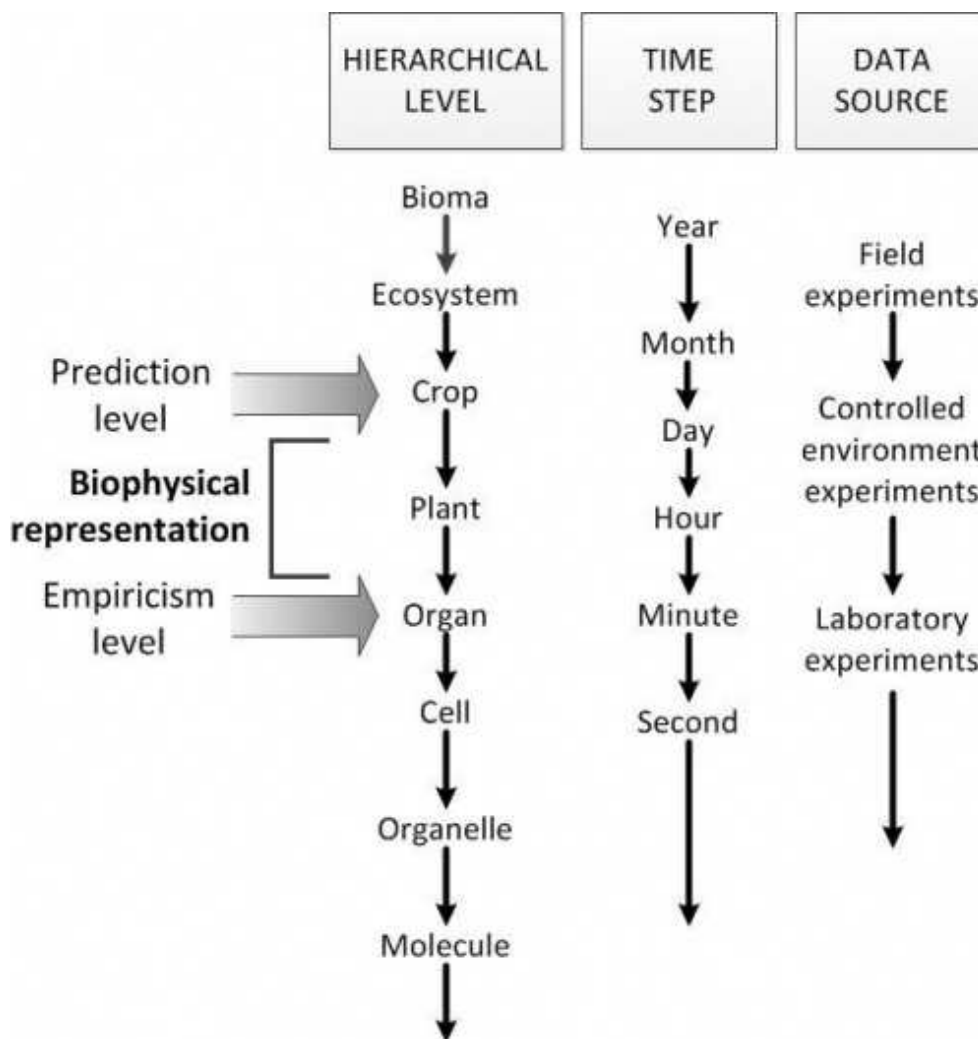 HIERARCHICAL
LEVEL
TIME
STEP
DATA
SOURCE
Bioma
Ecosystem
Crop
Plant
Organ
Cell
Organelle
Molecule
Year
Month
Day
Hour
Minute
Second
Field
experiments
Controlled
environment
experiments
Laboratory
experiments
Prediction
level
Biophysical
representation
Empiricism
level